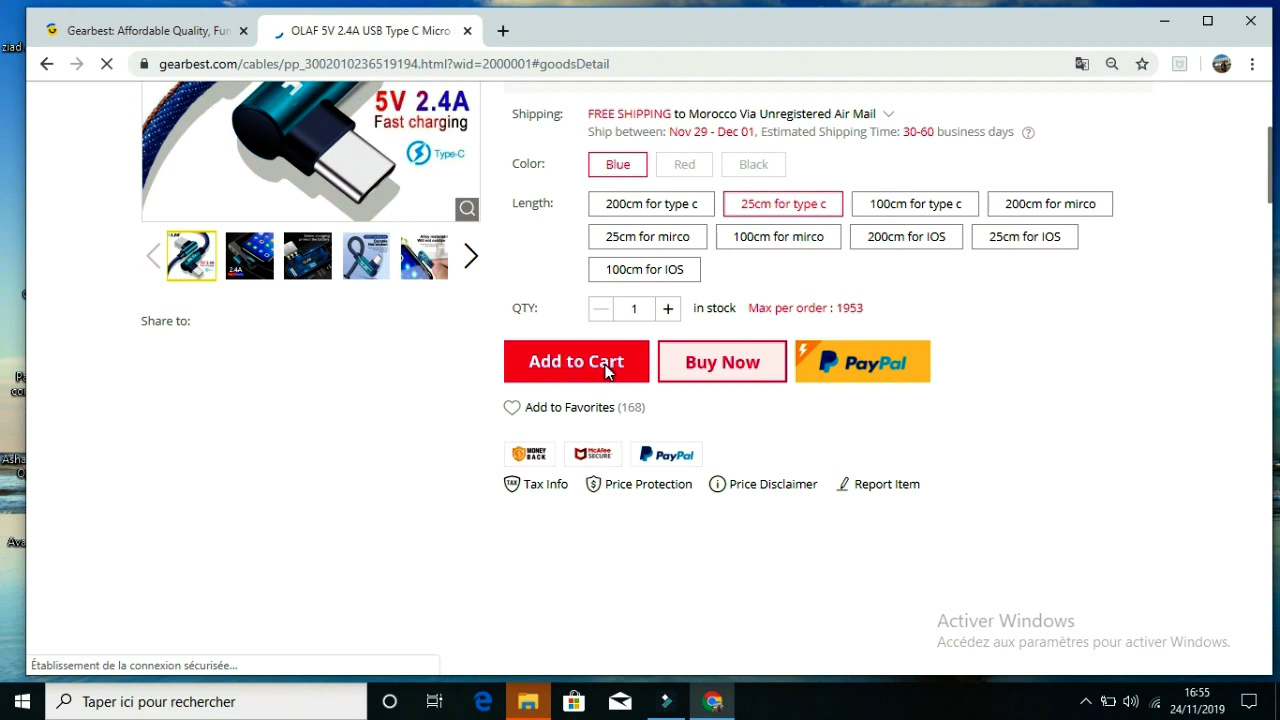 ziad
Gearbest: Affordable Quality, Fun
OLAF 5V 2.4A USB Type C Micro
gearbest.com/cables/pp_3002010236519194.html?wid=2000001#goodsDetail
5V 2.4A
Fast charging
Type-C
Shipping: FREE SHIPPING to Morocco Via Unregistered Air Mail
Ship between: Nov 29 - Dec 01, Estimated Shipping Time: 30-60 business days
Color: Blue Red Black
Length: 200cm for type c 25cm for type c 100cm for type c 200cm for mirco
25cm for mirco 100cm for mirco 200cm for IOS 25cm for IOS
100cm for IOS
2.4A
QTY: 1 in stock Max per order : 1953
Share to:
Add to Cart Buy Now PayPal
Add to Favorites (168)
MONEY BACK McAfee SECURE PayPal
Tax Info Price Protection Price Disclaimer Report Item
Activer Windows
Accédez aux paramètres pour activer Windows.
Établissement de la connexion sécurisée...
Taper ici pour rechercher
16:55
24/11/2019